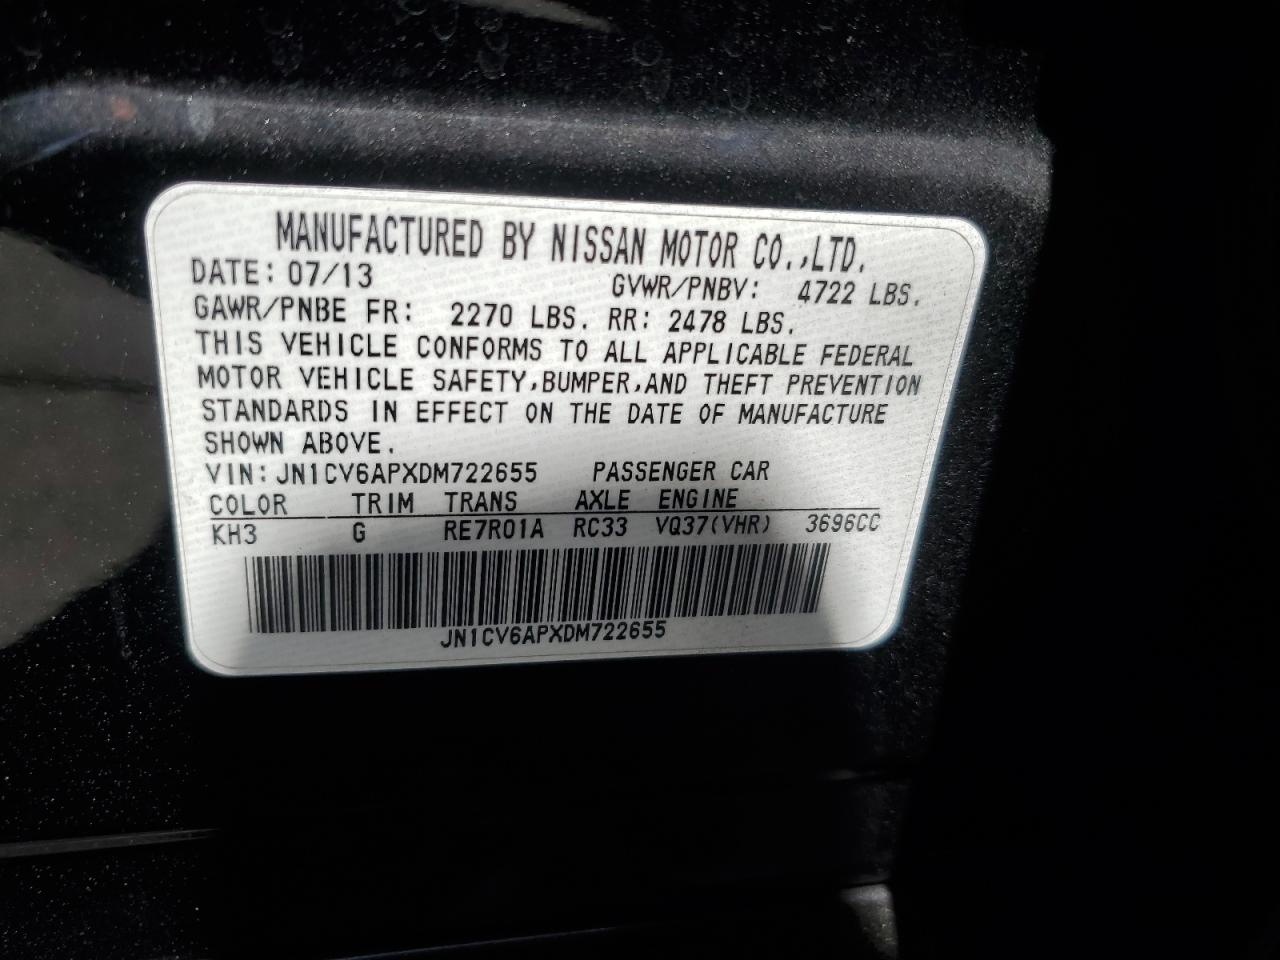 MANUFACTURED BY NISSAN MOTOR CO.,LTD.
DATE: 07/13 GVWR/PNBV: 4722 LBS.
GAWR/PNBE FR: 2270 LBS. RR: 2478 LBS.
THIS VEHICLE CONFORMS TO ALL APPLICABLE FEDERAL
MOTOR VEHICLE SAFETY,BUMPER,AND THEFT PREVENTION
STANDARDS IN EFFECT ON THE DATE OF MANUFACTURE
SHOWN ABOVE.
VIN:JN1CV6APXDM722655 PASSENGER CAR
COLOR TRIM TRANS AXLE ENGINE
KH3 G RE7R01A RC33 VQ37(VHR) 3696CC
JN1CV6APXDM722655